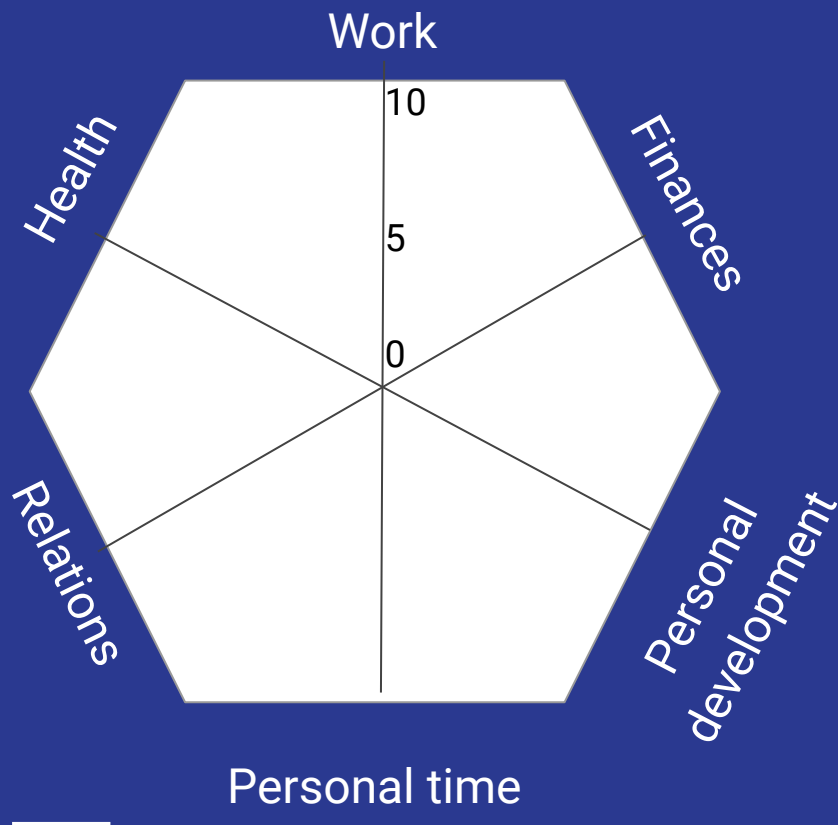 Work
10
5
0
Health
Finances
Relations
Personal
development
Personal time